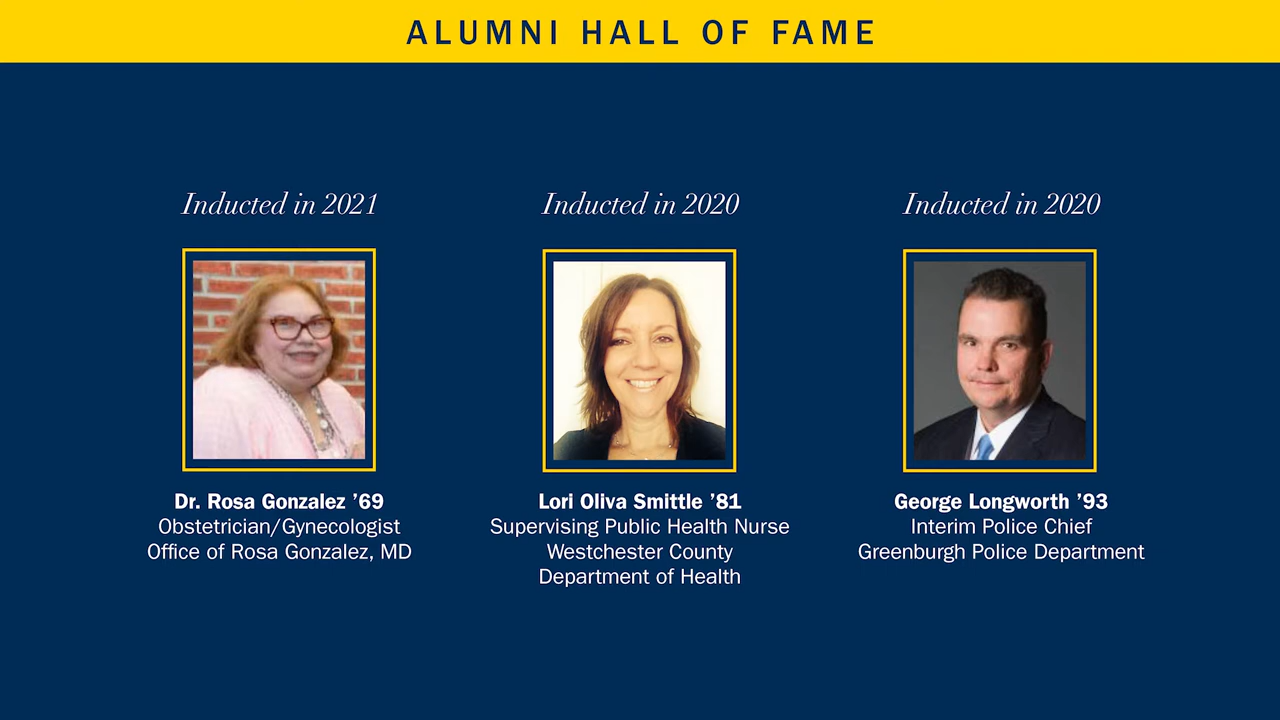 ALUMNI HALL OF FAME
Inducted in 2021
Dr. Rosa Gonzalez ’69
Obstetrician/Gynecologist
Office of Rosa Gonzalez, MD
Inducted in 2020
Lori Oliva Smittle ’81
Supervising Public Health Nurse
Westchester County
Department of Health
Inducted in 2020
George Longworth ’93
Interim Police Chief
Greenburgh Police Department